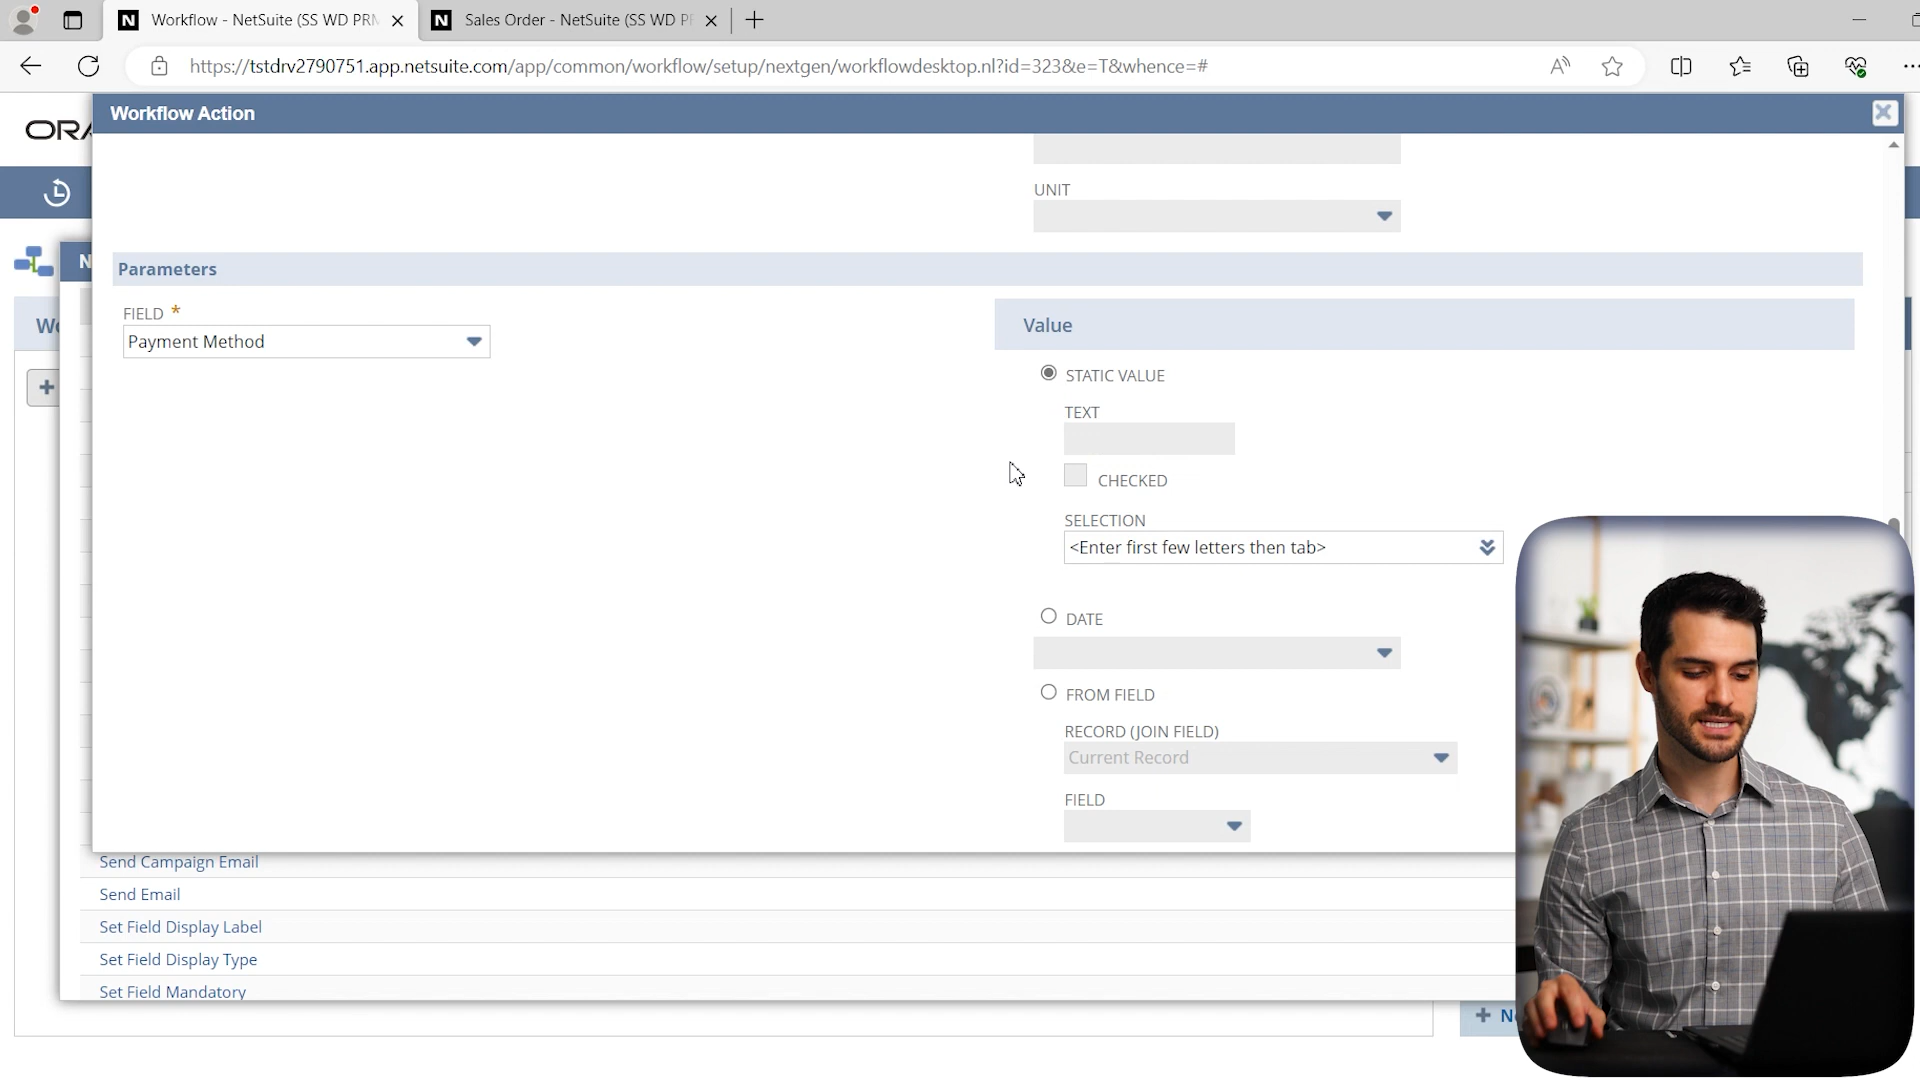 Workflow - NetSuite (SS WD PRM
Sales Order - NetSuite (SS WD PF
https://tstdrv2790751.app.netsuite.com/app/common/workflow/setup/nextgen/workflowdesktop.nl?id=323&e=T&whence=#
Workflow Action
UNIT
Parameters
FIELD *
Payment Method
Value
STATIC VALUE
TEXT
CHECKED
SELECTION
<Enter first few letters then tab>
DATE
FROM FIELD
RECORD (JOIN FIELD)
Current Record
FIELD
Send Campaign Email
Send Email
Set Field Display Label
Set Field Display Type
Set Field Mandatory